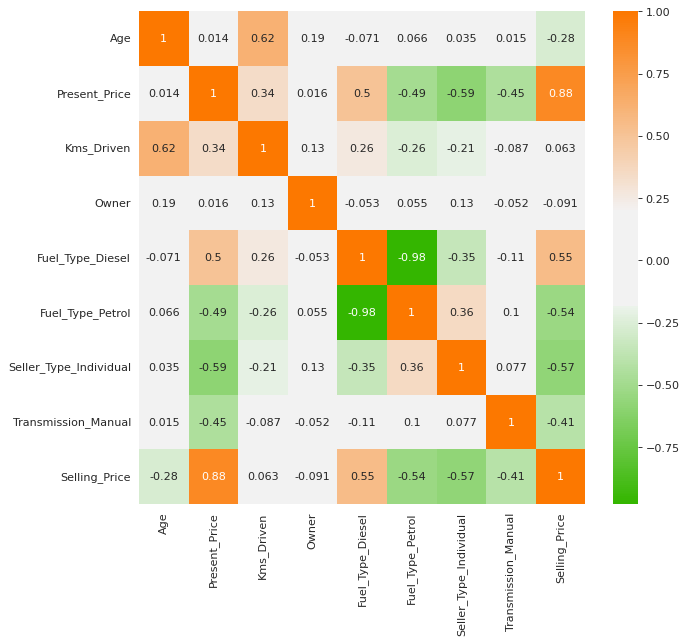 Age 1 0.014 0.62 0.19 -0.071 0.066 0.035 0.015 -0.28
Present_Price 0.014 1 0.34 0.016 0.5 -0.49 -0.59 -0.45 0.88
Kms_Driven 0.62 0.34 1 0.13 0.26 -0.26 -0.21 -0.087 0.063
Owner 0.19 0.016 0.13 1 -0.053 0.055 0.13 -0.052 -0.091
Fuel_Type_Diesel -0.071 0.5 0.26 -0.053 1 -0.98 -0.35 -0.11 0.55
Fuel_Type_Petrol 0.066 -0.49 -0.26 0.055 -0.98 1 0.36 0.1 -0.54
Seller_Type_Individual 0.035 -0.59 -0.21 0.13 -0.35 0.36 1 0.077 -0.57
Transmission_Manual 0.015 -0.45 -0.087 -0.052 -0.11 0.1 0.077 1 -0.41
Selling_Price -0.28 0.88 0.063 -0.091 0.55 -0.54 -0.57 -0.41 1
Age
Present_Price
Kms_Driven
Owner
Fuel_Type_Diesel
Fuel_Type_Petrol
Seller_Type_Individual
Transmission_Manual
Selling_Price
1.00
0.75
0.50
0.25
0.00
−0.25
−0.50
−0.75